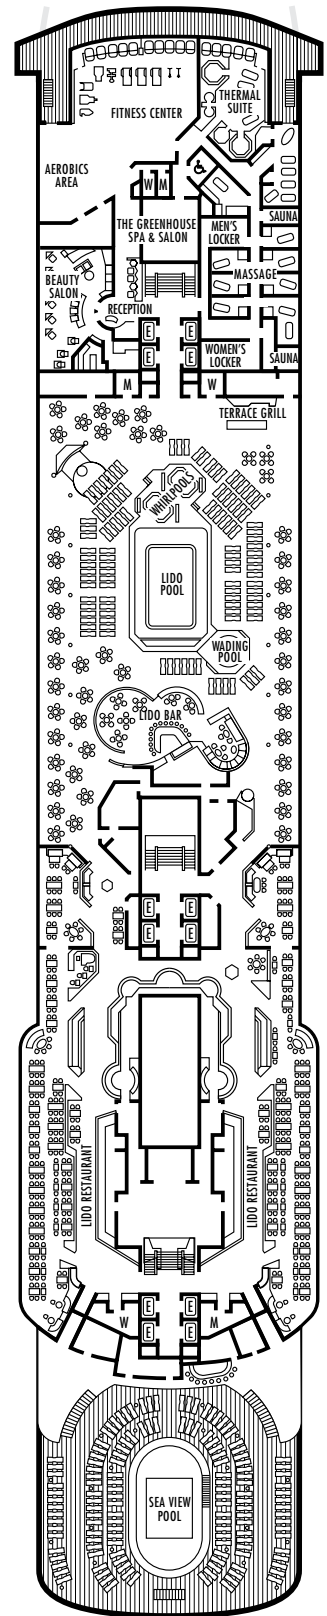 THERMAL
SUITE
FITNESS CENTER
AEROBICS
AREA
W M
SAUNA
THE GREENHOUSE
SPA & SALON
MEN'S
LOCKER
MASSAGE
BEAUTY
SALON
RECEPTION
E E
E E
WOMEN'S
LOCKER
SAUNA
M W
TERRACE GRILL
WHIRLPOOLS
LIDO
POOL
WADING
POOL
LIDO BAR
E E
E E
LIDO RESTAURANT
LIDO RESTAURANT
E E
W M
E E
SEA VIEW
POOL